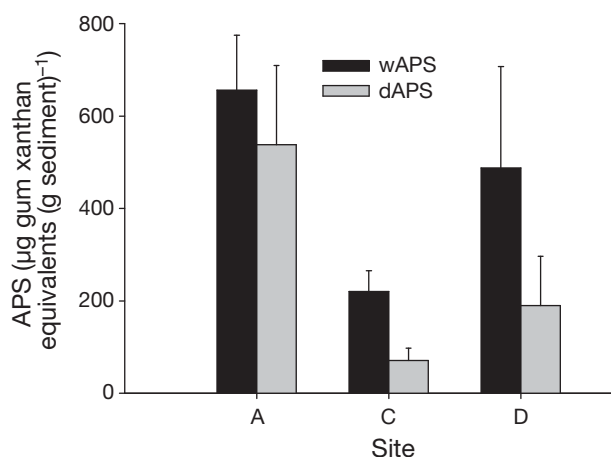 800
600
400
200
0
APS (µg gum xanthan
equivalents (g sediment)⁻¹)
wAPS
dAPS
A
C
D
Site